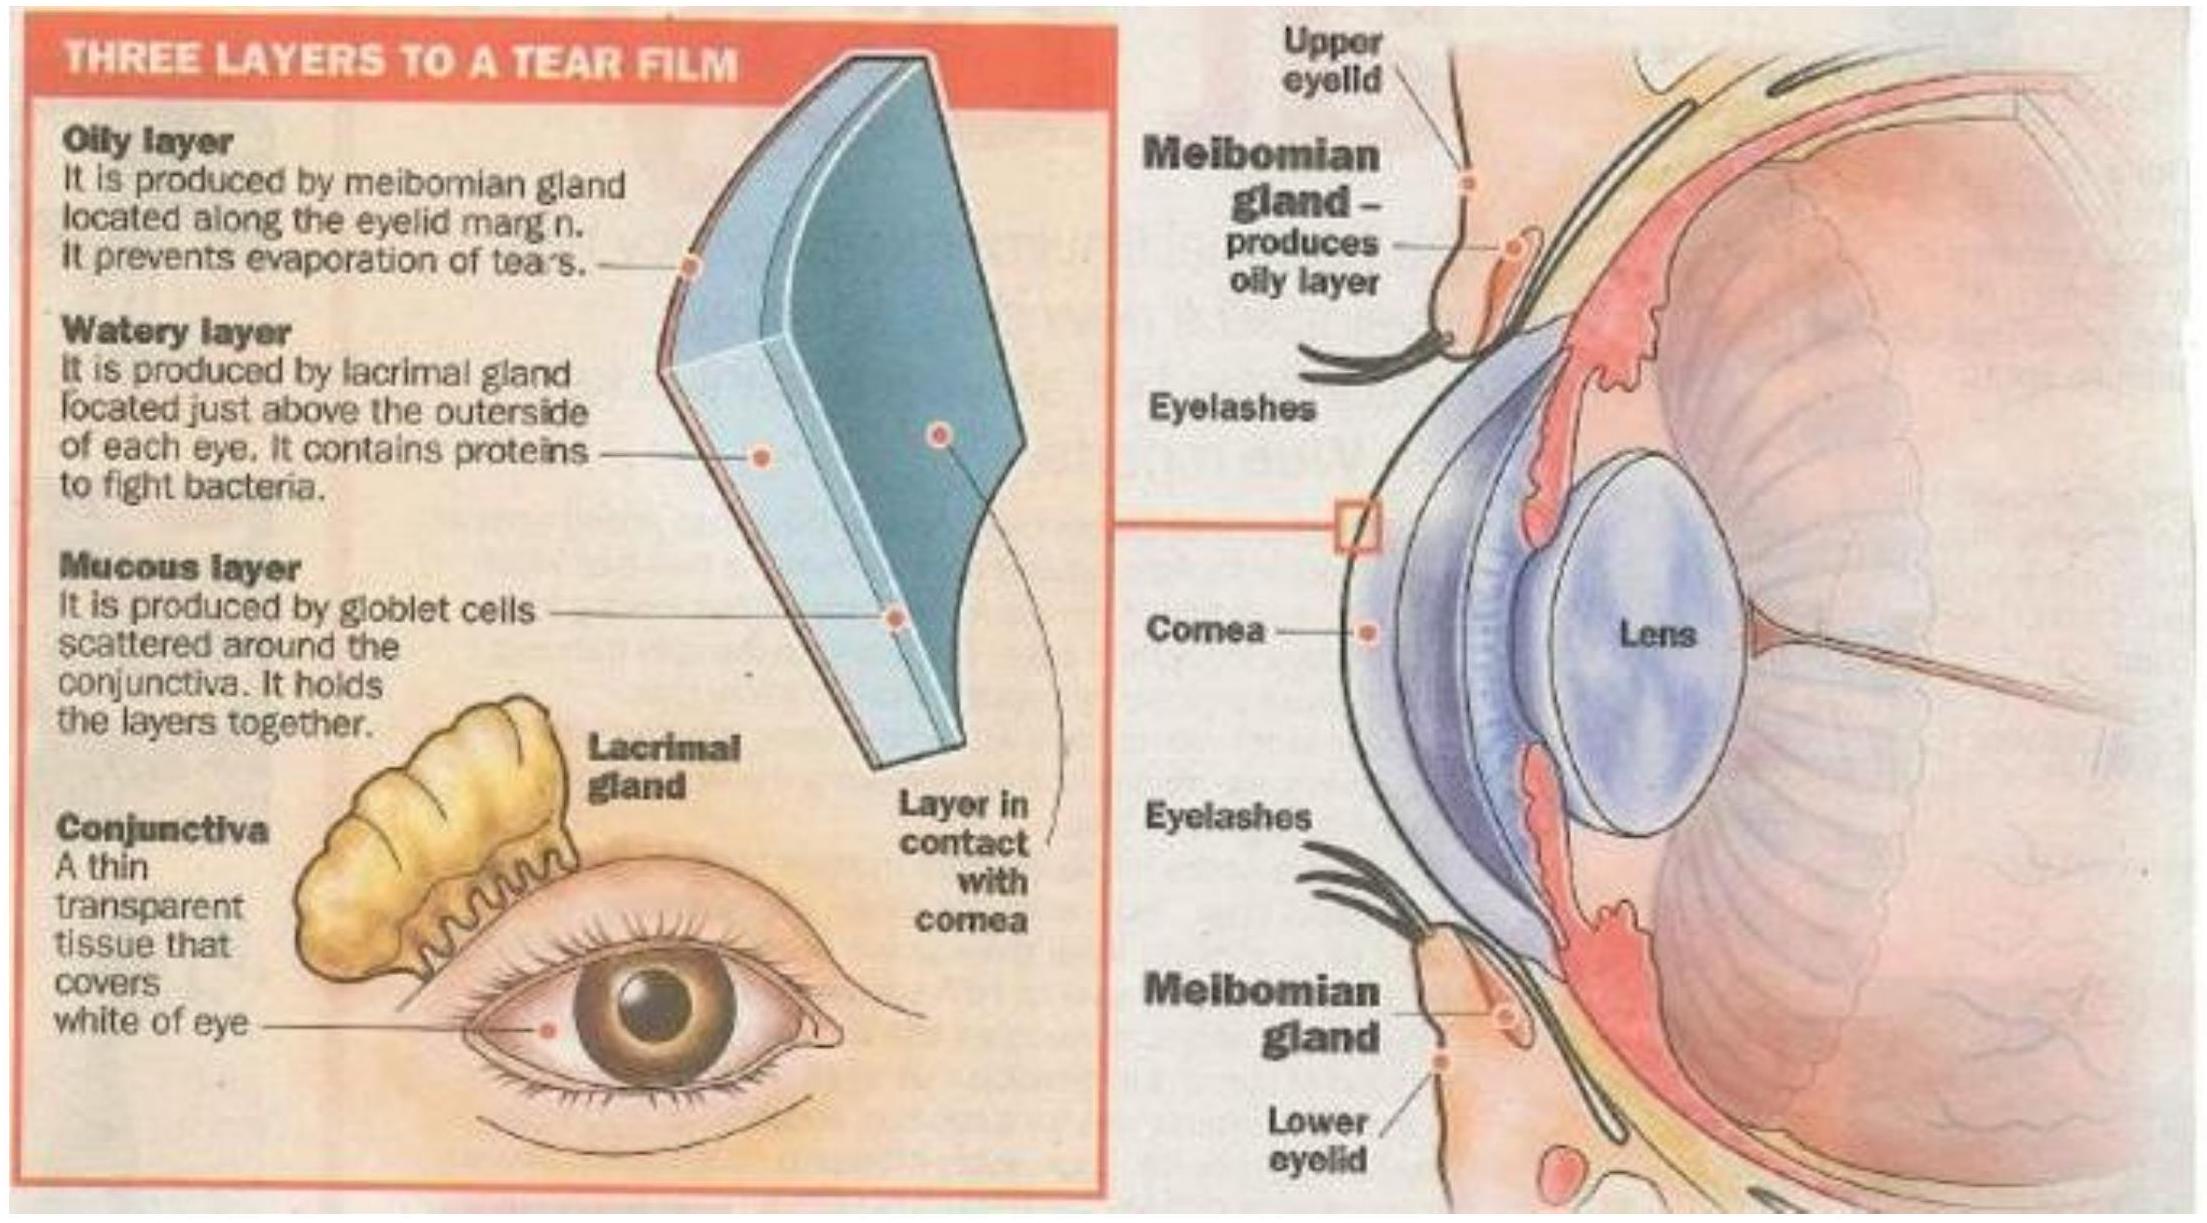 THREE LAYERS TO A TEAR FILM
Oily layer
It is produced by meibomian gland
located along the eyelid marg n.
It prevents evaporation of tears.
Watery layer
It is produced by lacrimal gland
located just above the outerside
of each eye. It contains proteins
to fight bacteria.
Mucous layer
It is produced by globlet cells
scattered around the
conjunctiva. It holds
the layers together.
Lacrimal
gland
Conjunctiva
A thin
transparent
tissue that
covers
white of eye
Layer in
contact
with
cornea
Upper
eyelid
Meibomian
gland –
produces
oily layer
Eyelashes
Cornea
Lens
Eyelashes
Meibomian
gland
Lower
eyelid